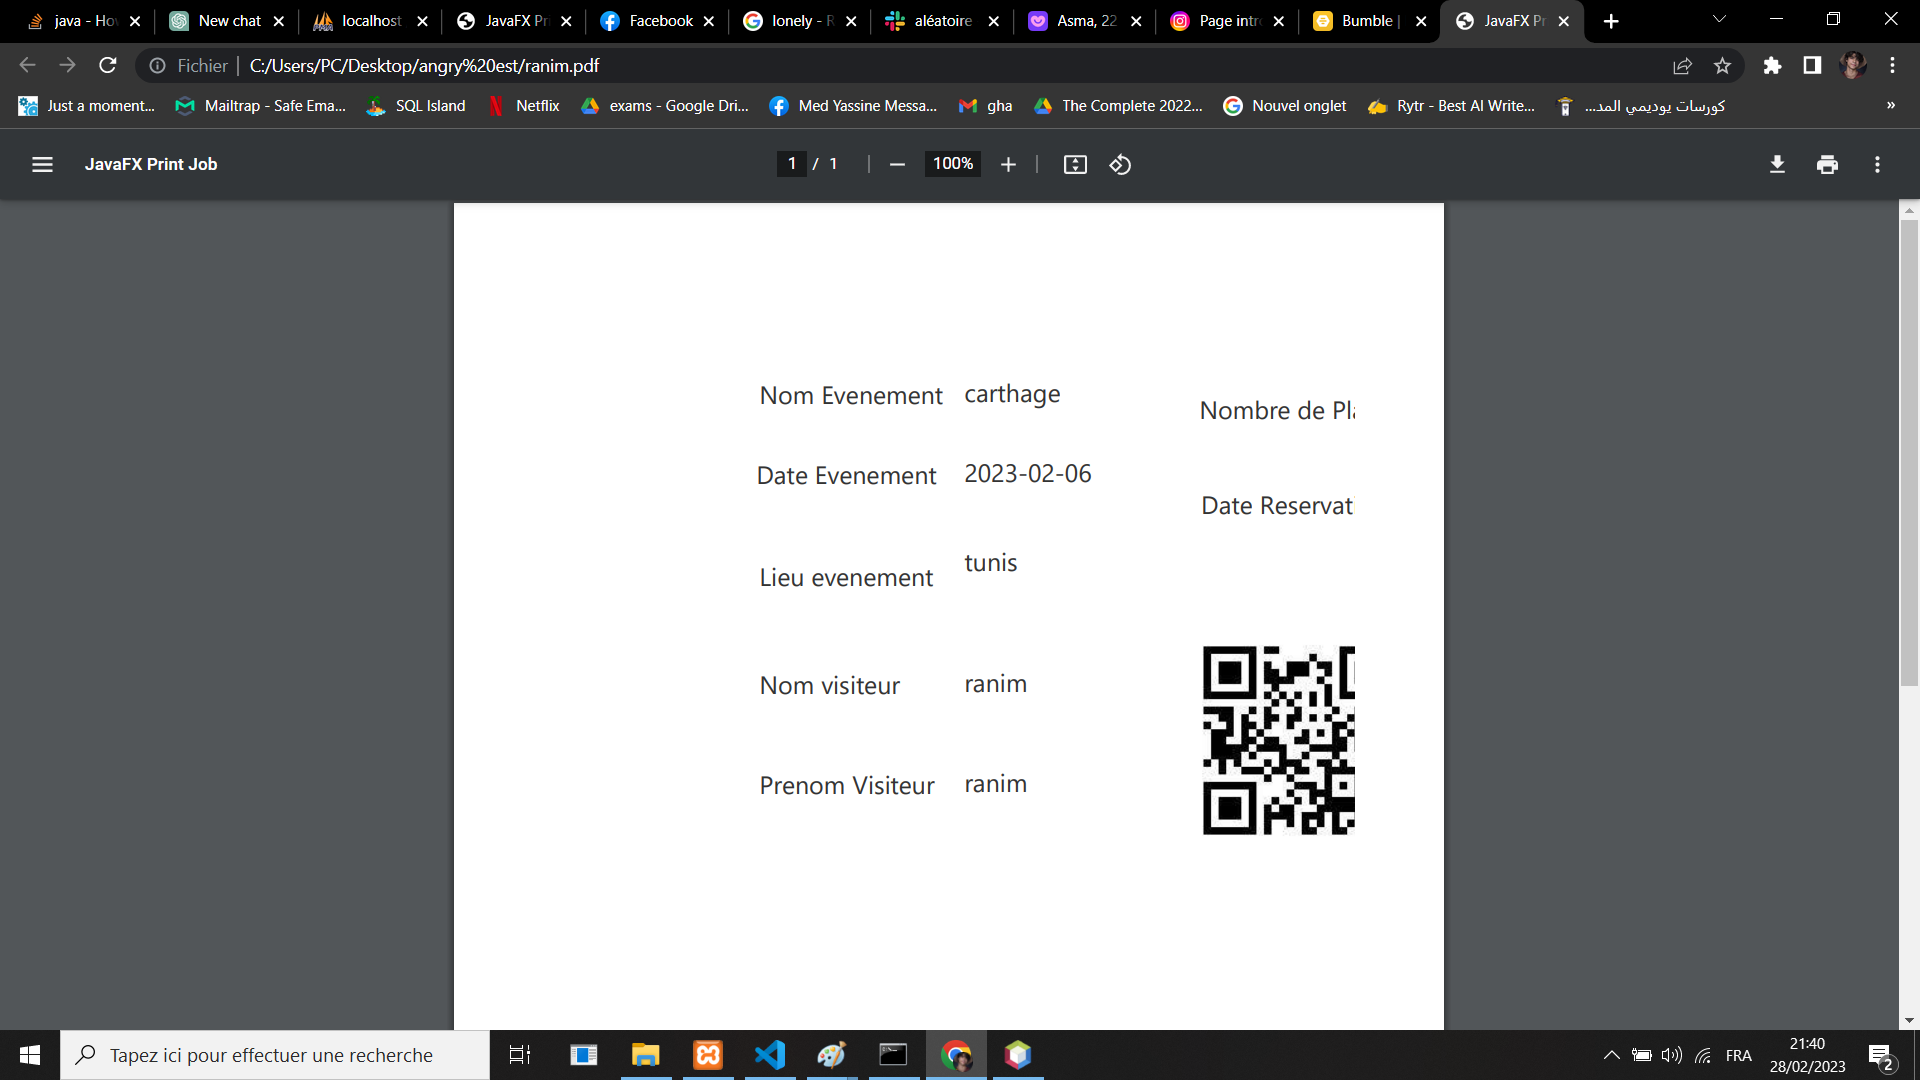 java - Ho
New chat
localhost
JavaFX Pr
Facebook
lonely - R
aléatoire
Asma, 22
Page intr
Bumble |
JavaFX Pr
Fichier | C:/Users/PC/Desktop/angry%20est/ranim.pdf
Just a moment...
Mailtrap - Safe Ema...
SQL Island
Netflix
exams - Google Dri...
Med Yassine Messa...
gha
The Complete 2022...
Nouvel onglet
Rytr - Best AI Write...
كورسات يوديمي المد...
»
JavaFX Print Job
1 / 1
100%
Nom Evenement carthage
Nombre de Pl
Date Evenement 2023-02-06
Date Reservat
Lieu evenement tunis
Nom visiteur ranim
Prenom Visiteur ranim
Tapez ici pour effectuer une recherche
FRA
21:40
28/02/2023
2